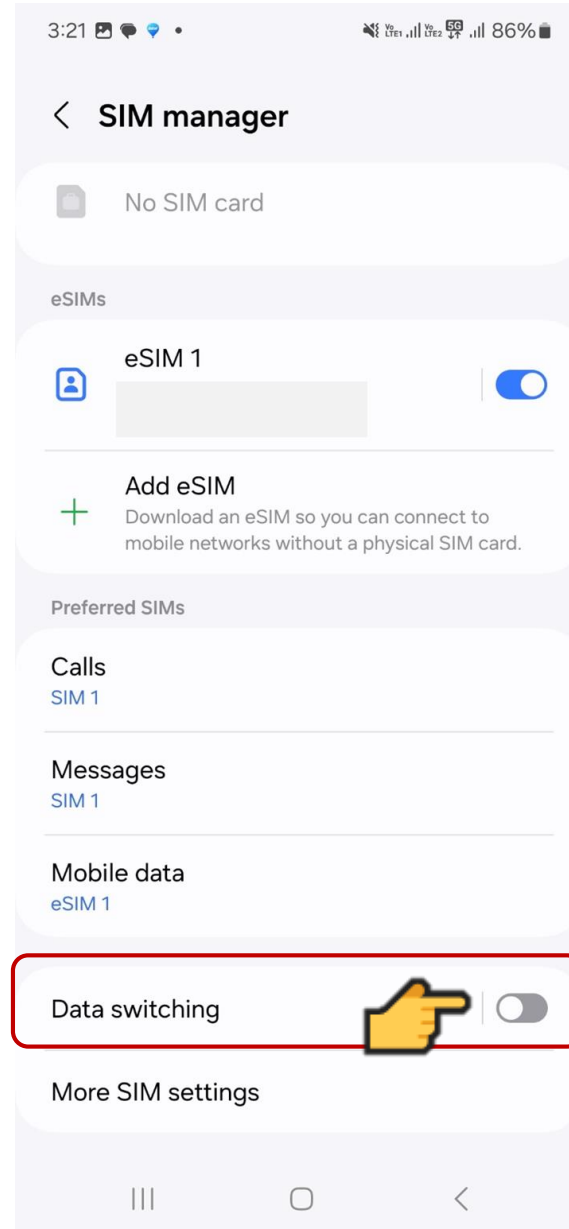 3:21
86%
SIM manager
No SIM card
eSIMs
eSIM 1
Add eSIM
Download an eSIM so you can connect to
mobile networks without a physical SIM card.
Preferred SIMs
Calls
SIM 1
Messages
SIM 1
Mobile data
eSIM 1
Data switching
More SIM settings